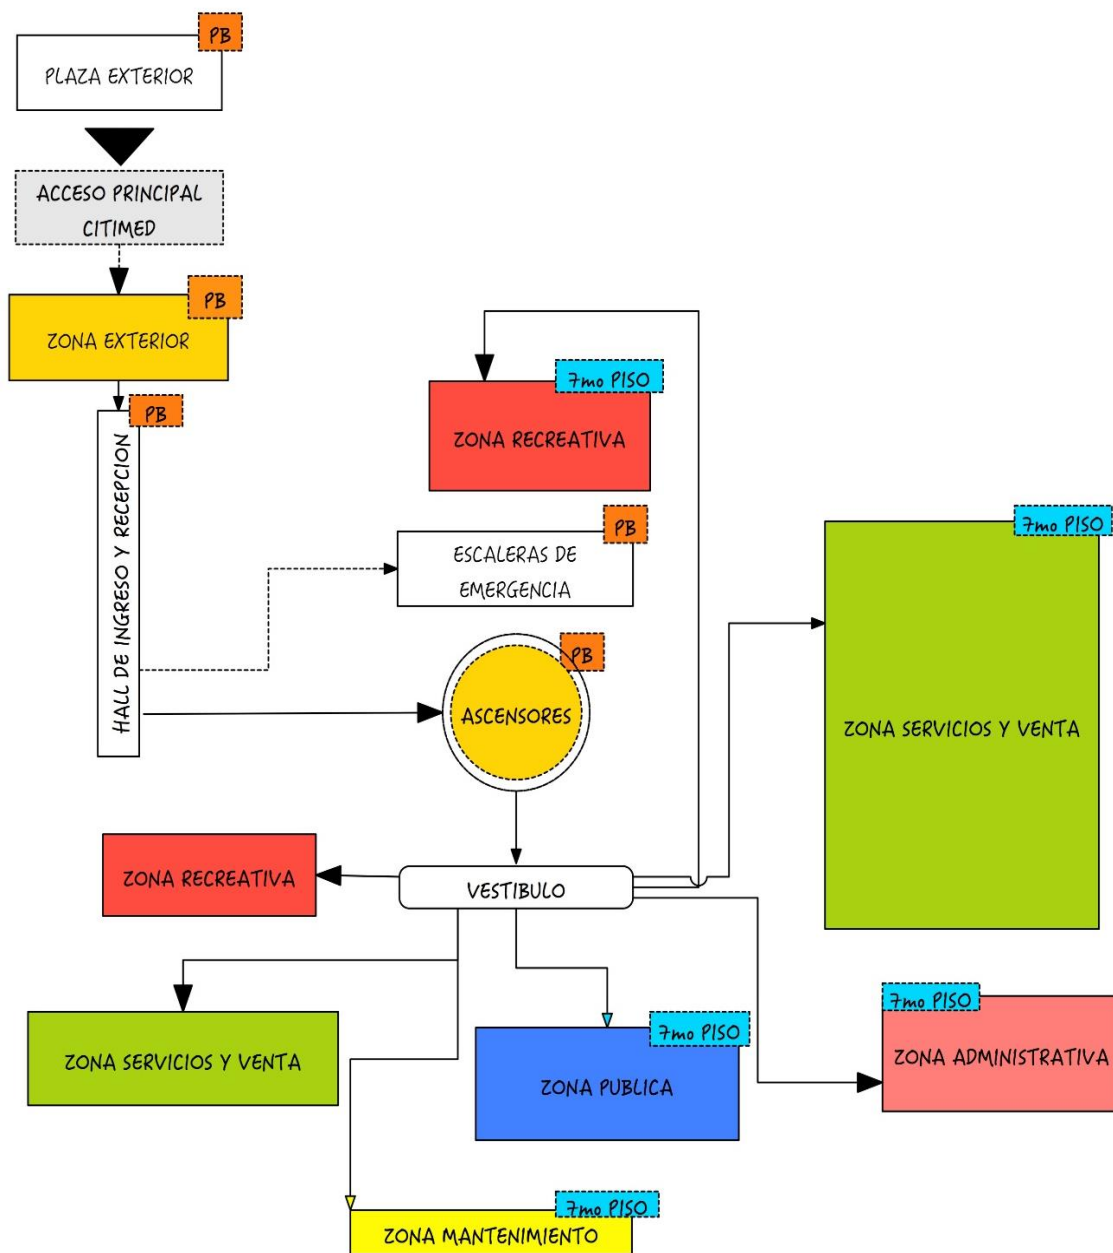 PB
PLAZA EXTERIOR
ACCESO PRINCIPAL
CITIMED
PB
ZONA EXTERIOR
PB
HALL DE INGRESO Y RECEPCION
7mo PISO
ZONA RECREATIVA
PB
ESCALERAS DE
EMERGENCIA
PB
ASCENSORES
7mo PISO
ZONA SERVICIOS Y VENTA
ZONA RECREATIVA
VESTIBULO
ZONA SERVICIOS Y VENTA
7mo PISO
ZONA PUBLICA
7mo PISO
ZONA ADMINISTRATIVA
7mo PISO
ZONA MANTENIMIENTO